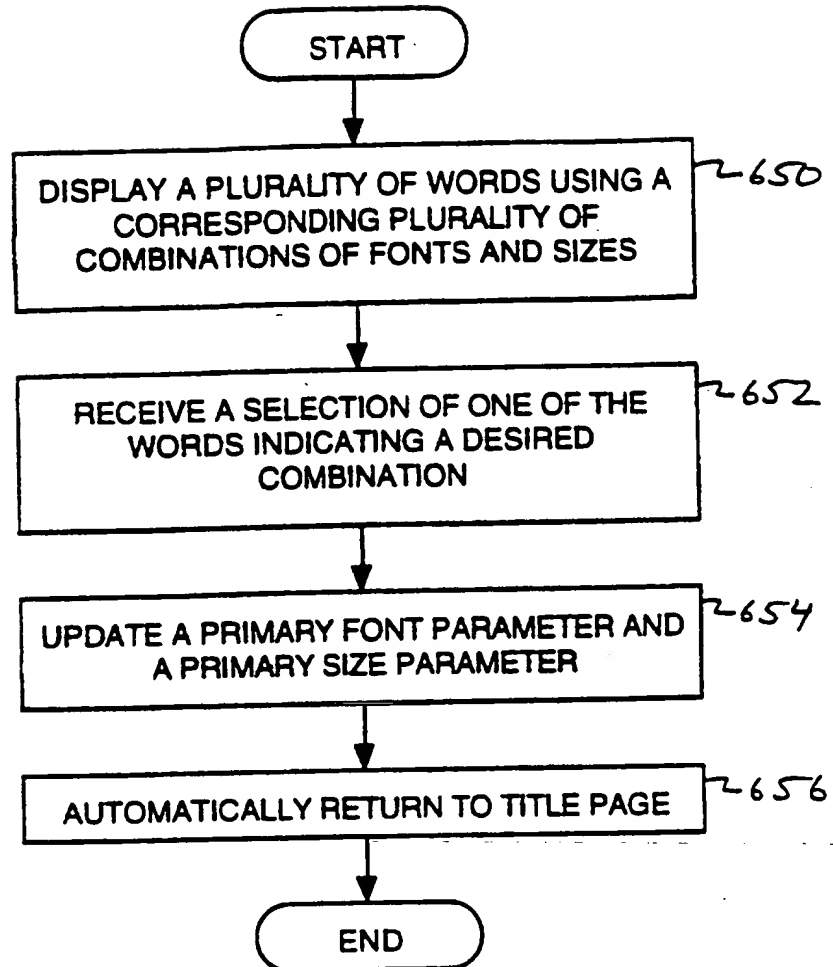 START
DISPLAY A PLURALITY OF WORDS USING A
CORRESPONDING PLURALITY OF
COMBINATIONS OF FONTS AND SIZES
650
RECEIVE A SELECTION OF ONE OF THE
WORDS INDICATING A DESIRED
COMBINATION
652
UPDATE A PRIMARY FONT PARAMETER AND
A PRIMARY SIZE PARAMETER
654
AUTOMATICALLY RETURN TO TITLE PAGE
656
END